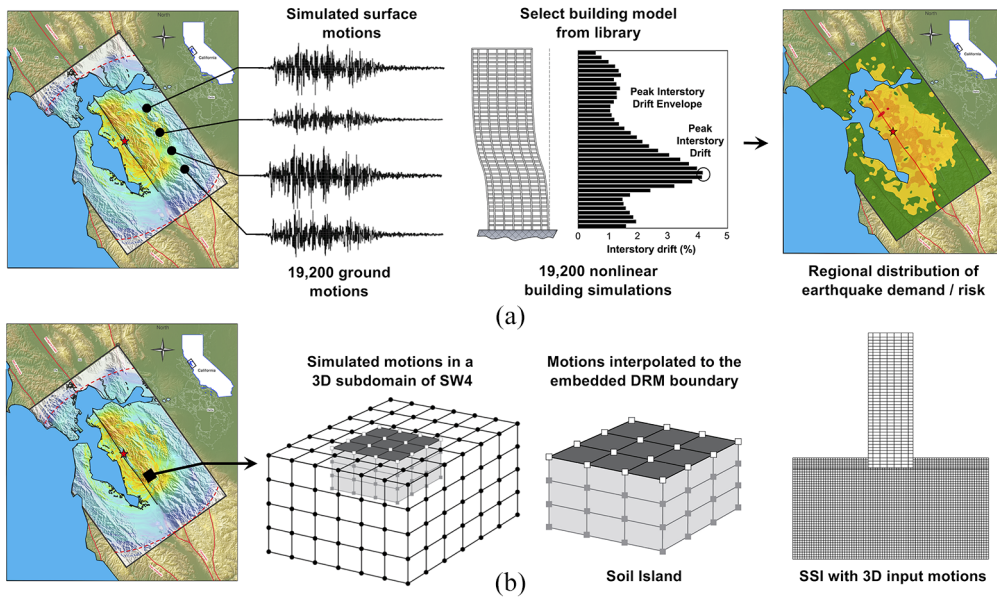 Simulated surface
motions
Select building model
from library
North
California
Peak Interstory
Drift Envelope
Peak
Interstory
Drift
0 1 2 3 4 5
Interstory drift (%)
North
California
19,200 ground
motions
19,200 nonlinear
building simulations
Regional distribution of
earthquake demand / risk
(a)
North
California
Simulated motions in a
3D subdomain of SW4
Motions interpolated to the
embedded DRM boundary
Soil Island
SSI with 3D input motions
(b)